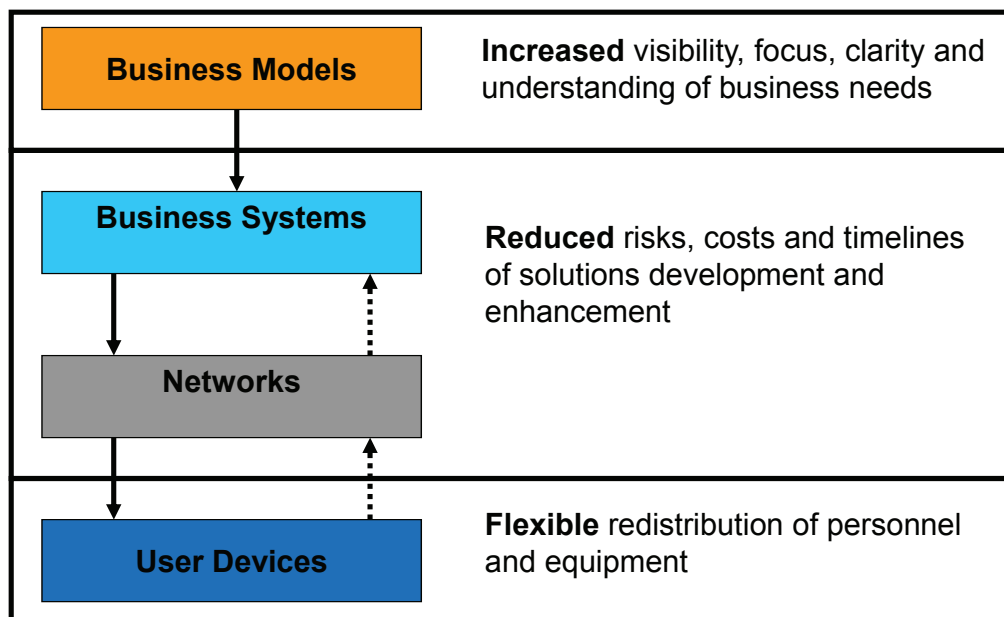 Business Models
Increased visibility, focus, clarity and
understanding of business needs
Business Systems
Reduced risks, costs and timelines
of solutions development and
enhancement
Networks
User Devices
Flexible redistribution of personnel
and equipment